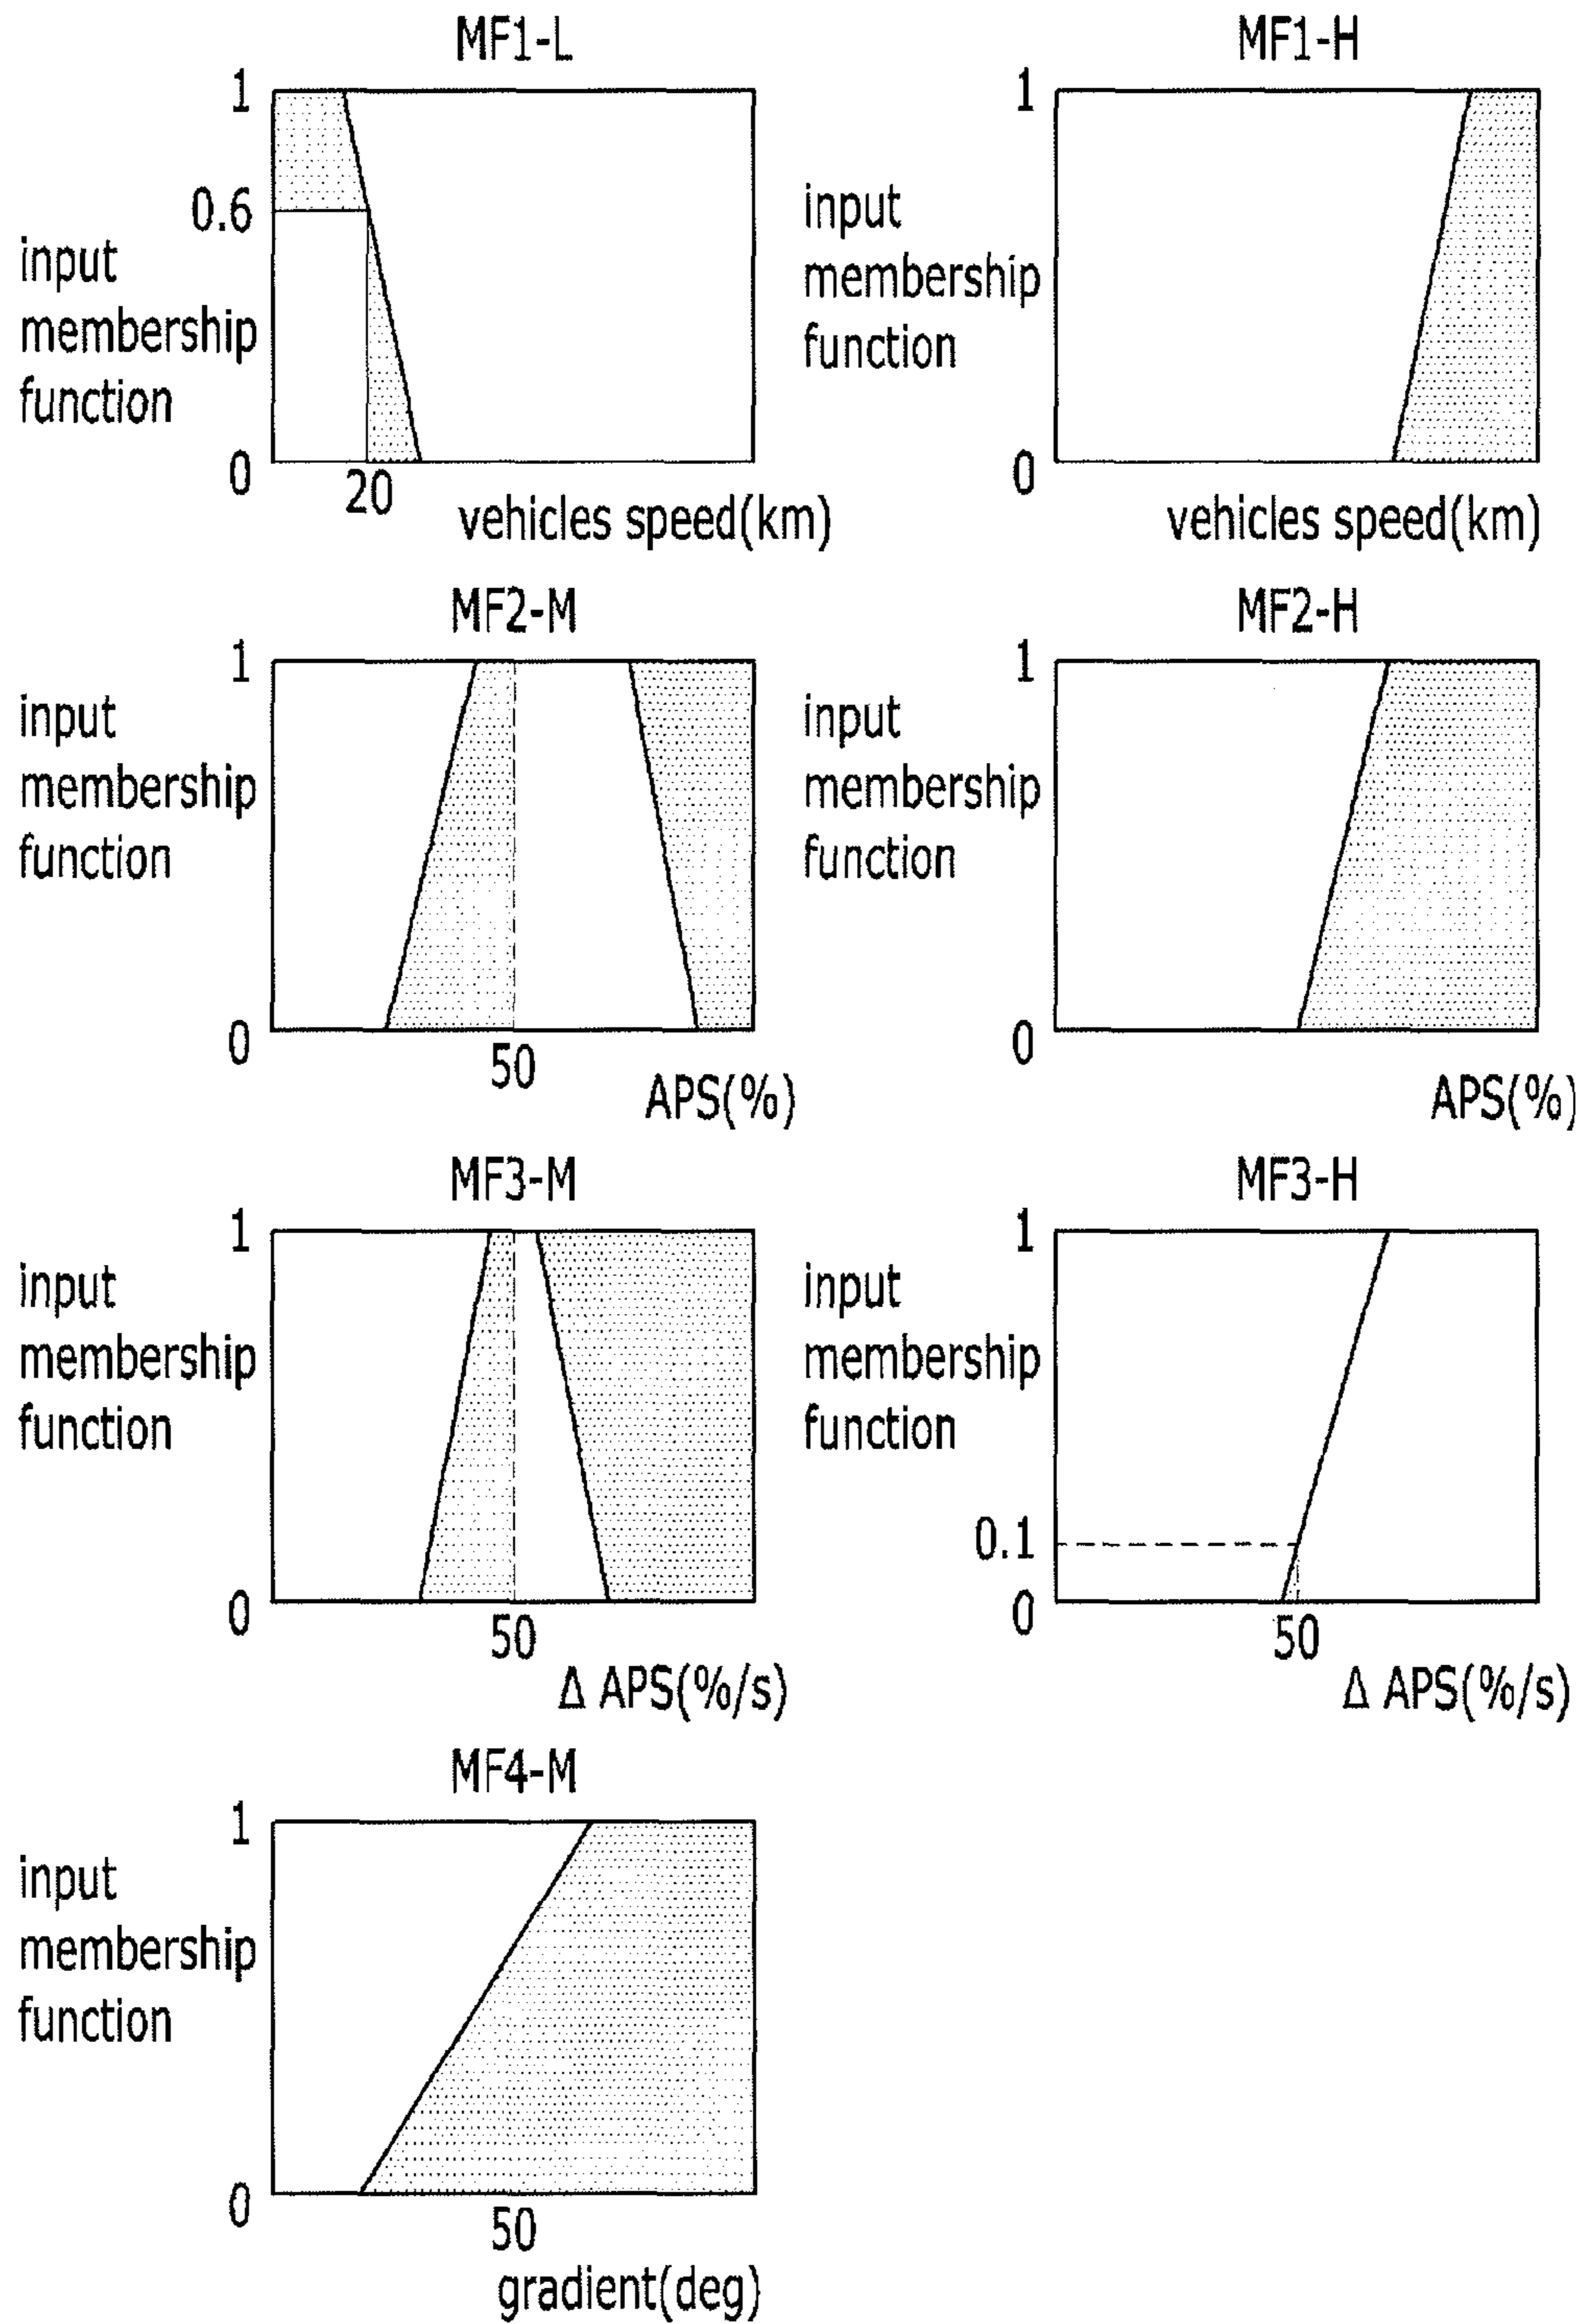 MF1-L
1
0.6
input
membership
function
0
20
vehicles speed(km)
MF1-H
1
input
membership
function
0
vehicles speed(km)
MF2-M
1
input
membership
function
0
50
APS(%)
MF2-H
1
input
membership
function
0
APS(%)
MF3-M
1
input
membership
function
0
50
Δ APS(%/s)
MF3-H
1
input
membership
function
0.1
0
50
Δ APS(%/s)
MF4-M
1
input
membership
function
0
50
gradient(deg)